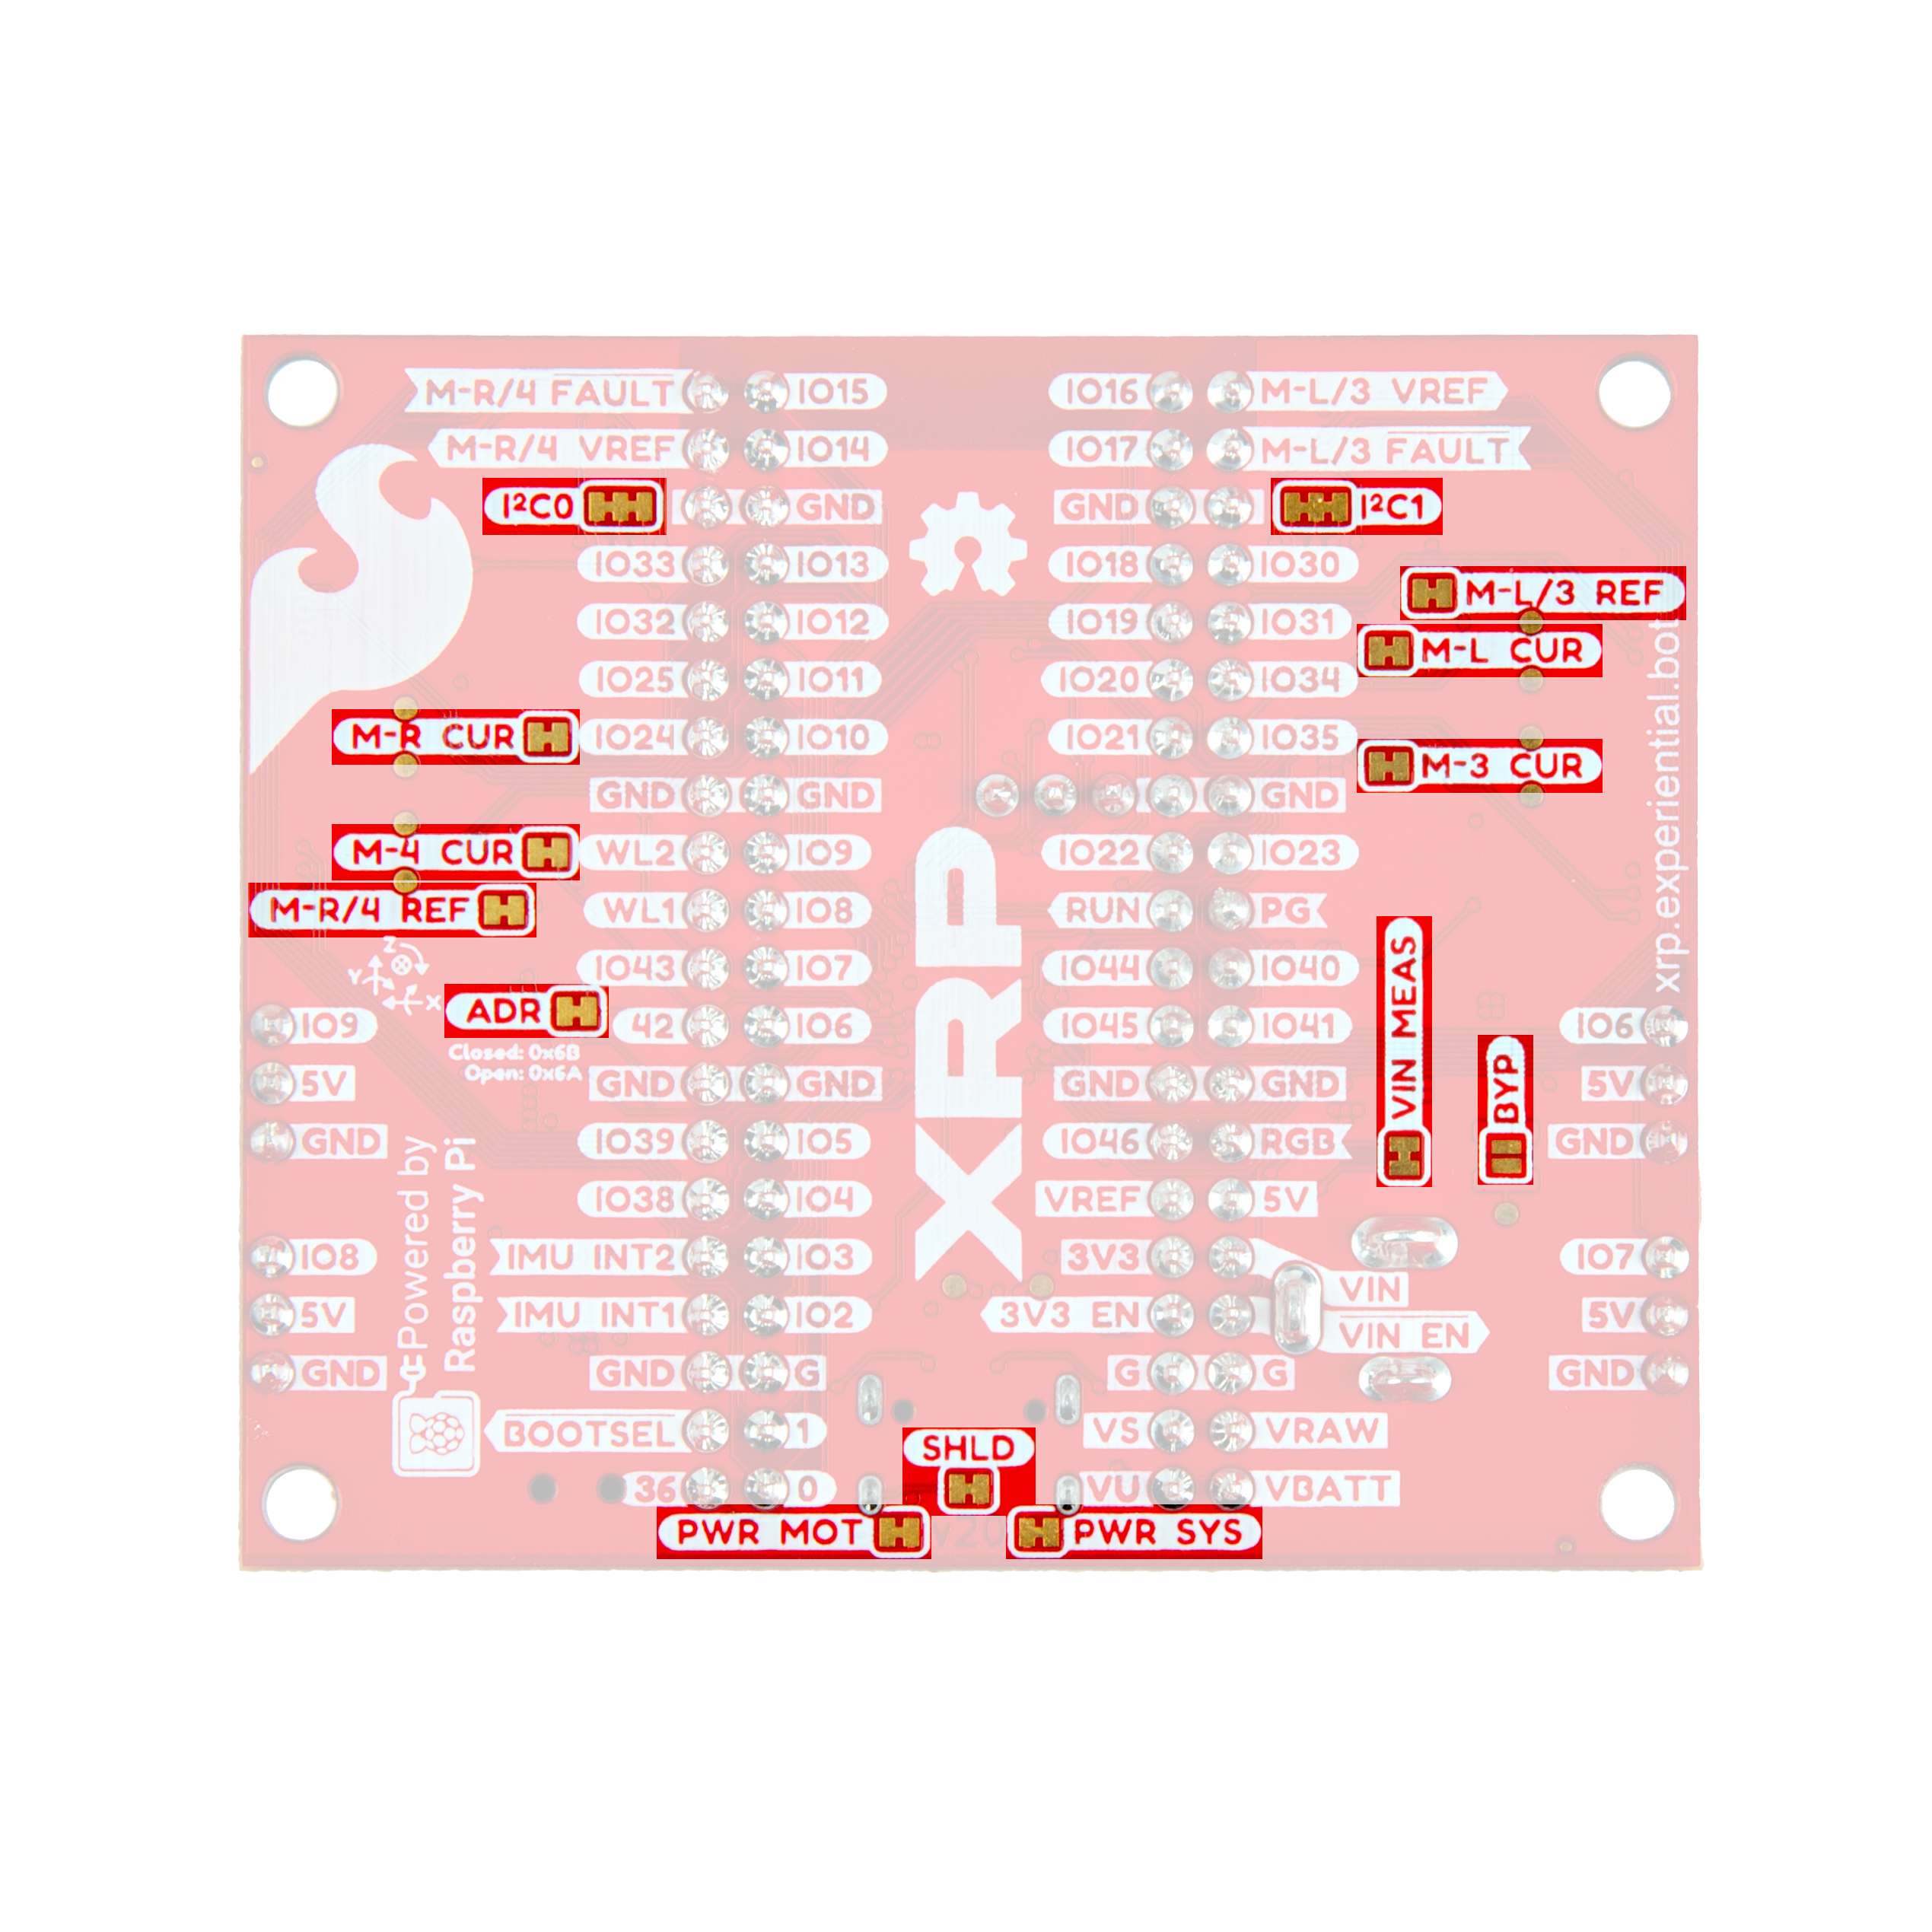 M-R/4 FAULT IO15 IO16 M-L/3 VREF
M-R/4 VREF IO14 IO17 M-L/3 FAULT
I²C0 GND GND I²C1
IO33 IO13 IO18 IO30
M-L/3 REF
IO32 IO12 IO19 IO31
M-L CUR
IO25 IO11 IO20 IO34
M-R CUR IO24 IO10 IO21 IO35
M-3 CUR
GND GND GND
M-4 CUR WL2 IO9 IO22 IO23
M-R/4 REF WL1 IO8 RUN PG
Z
Y
X
IO43 IO7 IO44 IO40
ADR
IO9 42 IO6 IO45 IO41 IO6
Closed: 0x6B
Open: 0x6A
5V GND GND GND GND 5V
VIN MEAS
BYP
xrp.experiential.bot
XRP
GND IO39 IO5 IO46 RGB GND
Powered by
Raspberry Pi
IO38 IO4 VREF 5V
IO8 IMU INT2 IO3 3V3 IO7
VIN
5V IMU INT1 IO2 3V3 EN 5V
VIN EN
GND GND G G G GND
BOOTSEL 1 VS VRAW
SHLD
36 0 VU VBATT
PWR MOT PWR SYS